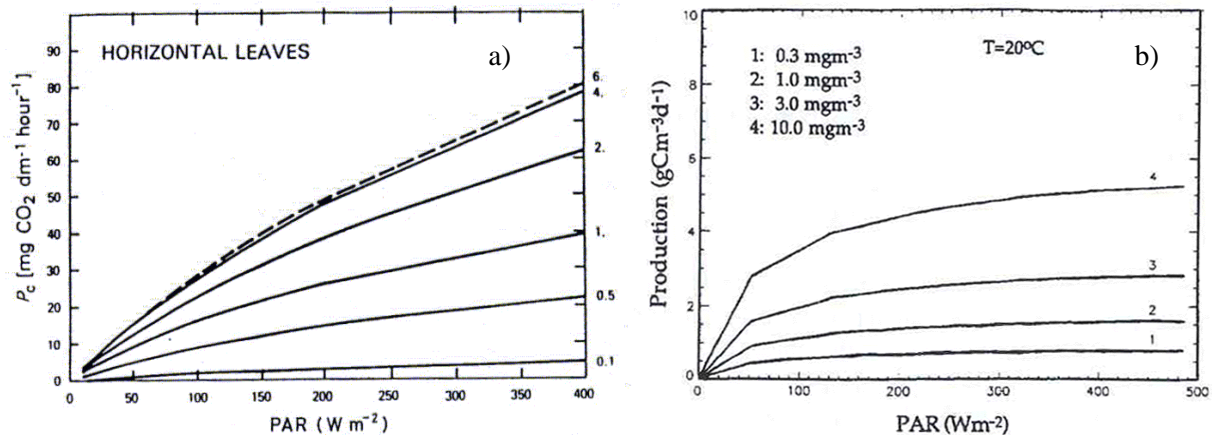 HORIZONTAL LEAVES
a)
90
80
70
60
50
40
30
20
10
0
Pc [mg CO2 dm-1 hour-1]
6.
4.
2.
1.
0.5
0.1
0 50 100 150 200 250 300 350 400
PAR (W m-2)
b)
T=20ºC
1: 0.3 mgm-3
2: 1.0 mgm-3
3: 3.0 mgm-3
4: 10.0 mgm-3
10
8
6
4
2
0
Production (gCm-3d-1)
4
3
2
1
0 100 200 300 400 500
PAR (Wm-2)